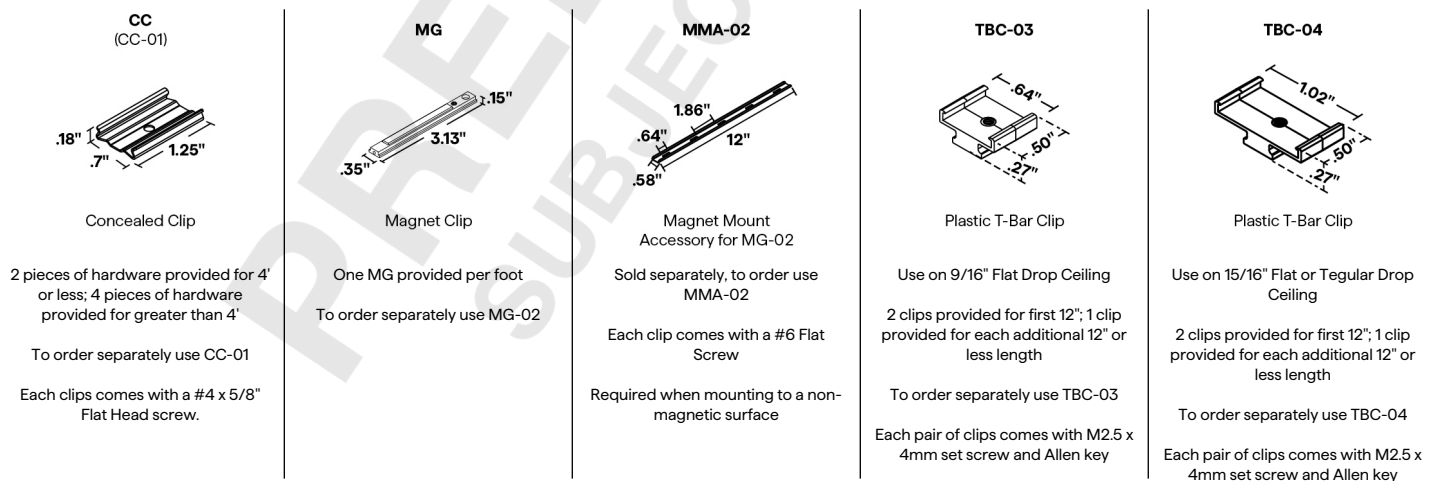 CC
(CC-01)
.18"
.7"
1.25"
Concealed Clip
2 pieces of hardware provided for 4'
or less; 4 pieces of hardware
provided for greater than 4'
To order separately use CC-01
Each clips comes with a #4 x 5/8"
Flat Head screw.
MG
.15"
3.13"
.35"
Magnet Clip
One MG provided per foot
To order separately use MG-02
MMA-02
1.86"
.64"
12"
.58"
Magnet Mount
Accessory for MG-02
Sold separately, to order use
MMA-02
Each clip comes with a #6 Flat
Screw
Required when mounting to a non-
magnetic surface
TBC-03
.64"
.50"
.27"
Plastic T-Bar Clip
Use on 9/16" Flat Drop Ceiling
2 clips provided for first 12"; 1 clip
provided for each additional 12" or
less length
To order separately use TBC-03
Each pair of clips comes with M2.5 x
4mm set screw and Allen key
TBC-04
1.02"
.50"
.27"
Plastic T-Bar Clip
Use on 15/16" Flat or Tegular Drop
Ceiling
2 clips provided for first 12"; 1 clip
provided for each additional 12" or
less length
To order separately use TBC-04
Each pair of clips comes with M2.5 x
4mm set screw and Allen key